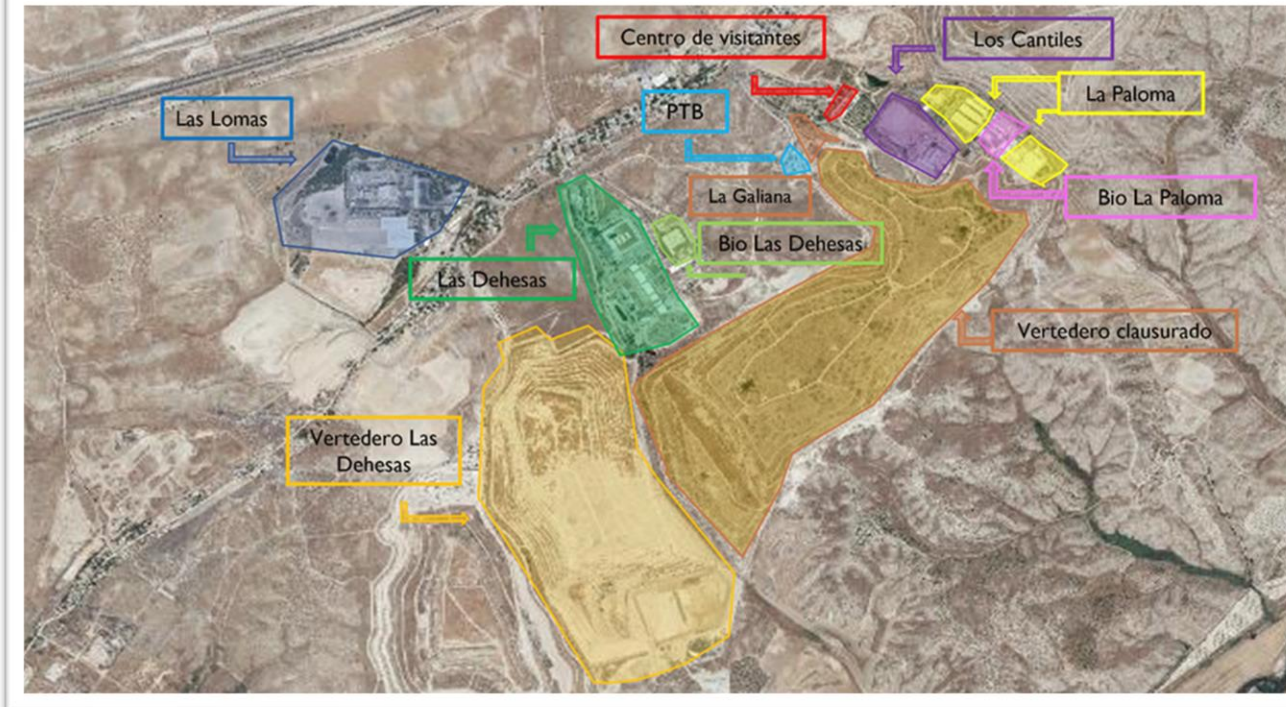 Centro de visitantes
Los Cantiles
La Paloma
PTB
Las Lomas
La Galiana
Bio La Paloma
Bio Las Dehesas
Las Dehesas
Vertedero clausurado
Vertedero Las
Dehesas